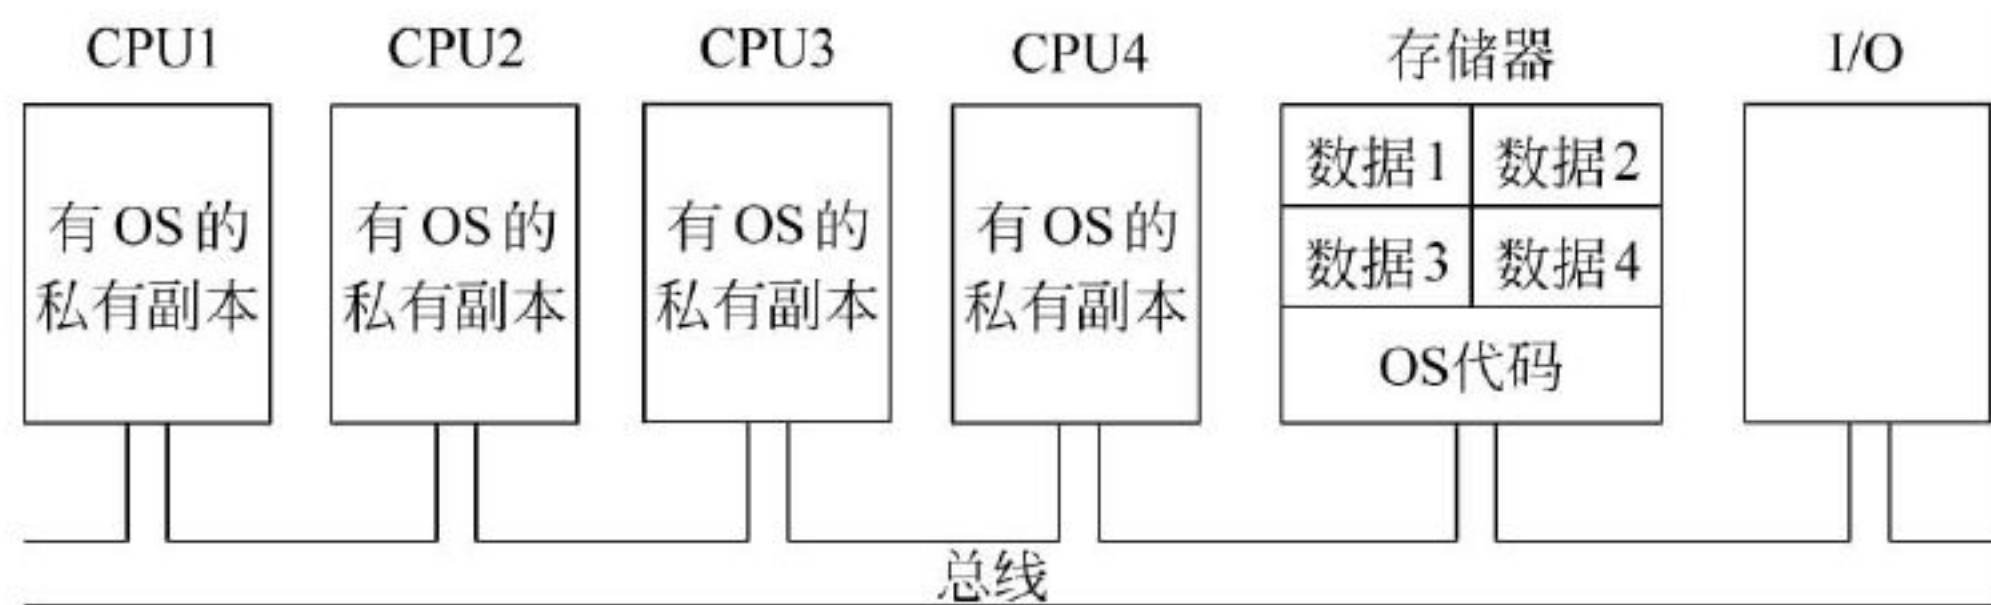 CPU1 CPU2 CPU3 CPU4 存储器 I/O
有OS的
私有副本
有OS的
私有副本
有OS的
私有副本
有OS的
私有副本
数据1 数据2
数据3 数据4
OS代码
总线